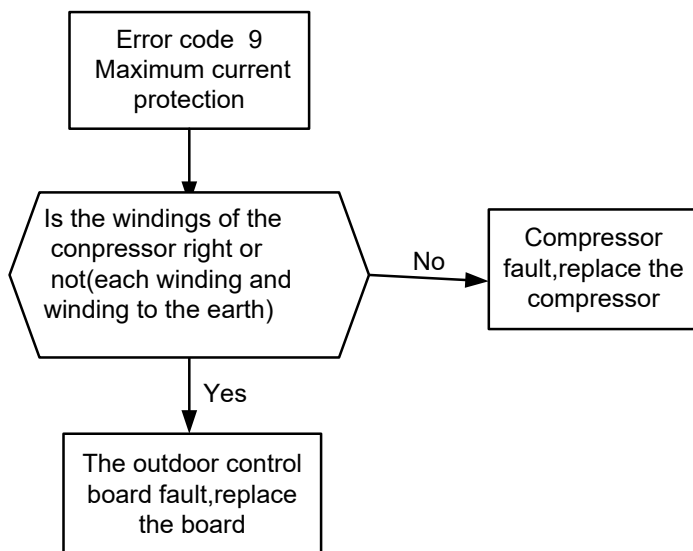 Error code 9
Maximum current
protection
Is the windings of the
conpressor right or
not(each winding and
winding to the earth)
No
Compressor
fault,replace the
compressor
Yes
The outdoor control
board fault,replace
the board